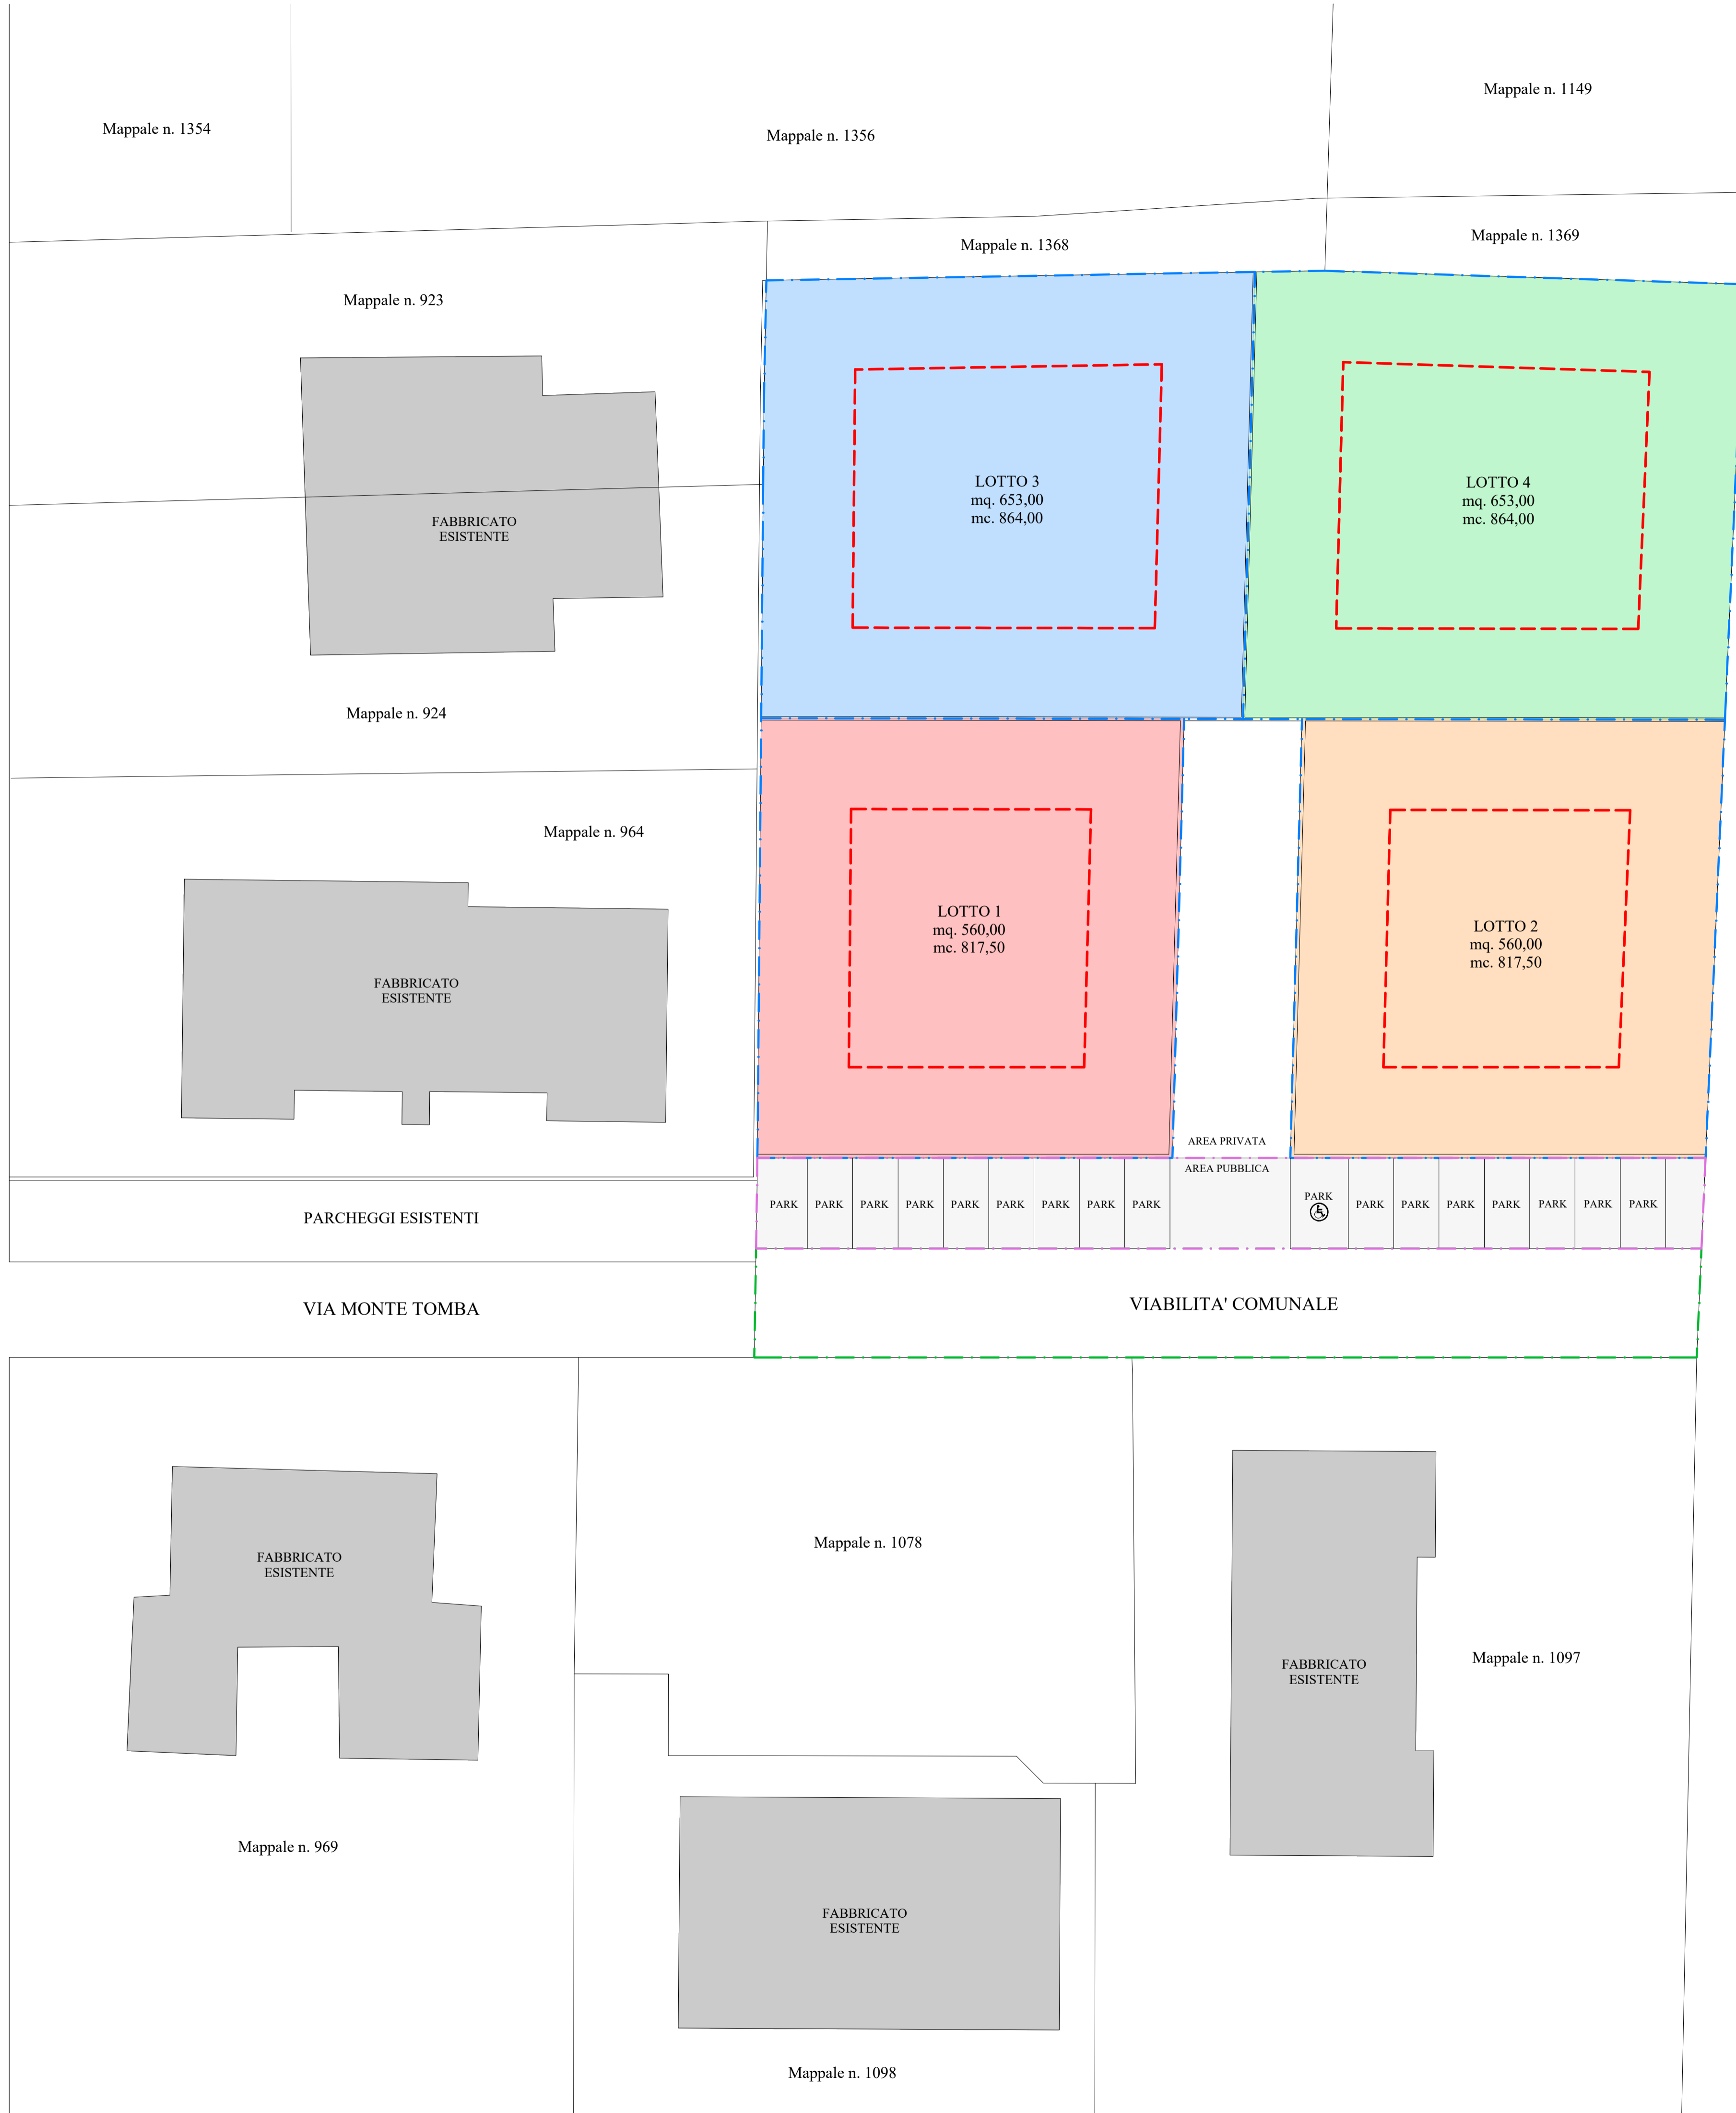 Mappale n. 1149
Mappale n. 1354
Mappale n. 1356
Mappale n. 1369
Mappale n. 1368
Mappale n. 923
LOTTO 3
mq. 653,00
mc. 864,00
LOTTO 4
mq. 653,00
mc. 864,00
FABBRICATO
ESISTENTE
Mappale n. 924
Mappale n. 964
LOTTO 1
mq. 560,00
mc. 817,50
LOTTO 2
mq. 560,00
mc. 817,50
FABBRICATO
ESISTENTE
AREA PRIVATA
AREA PUBBLICA
PARK PARK PARK PARK PARK PARK PARK PARK PARK
PARK PARK PARK PARK PARK PARK PARK PARK
PARCHEGGI ESISTENTI
VIA MONTE TOMBA
VIABILITA' COMUNALE
Mappale n. 1078
FABBRICATO
ESISTENTE
FABBRICATO
ESISTENTE
Mappale n. 1097
Mappale n. 969
FABBRICATO
ESISTENTE
Mappale n. 1098